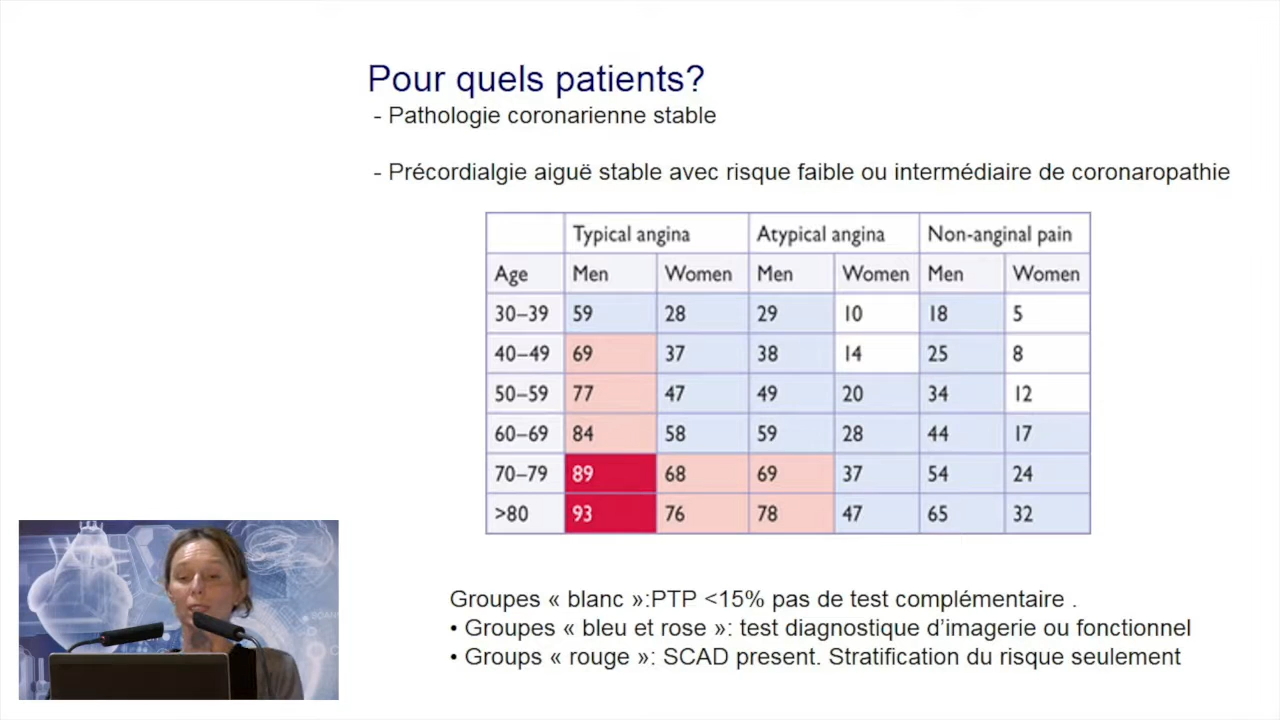 Pour quels patients?
- Pathologie coronarienne stable
- Précordialgie aiguë stable avec risque faible ou intermédiaire de coronaropathie
Typical angina Atypical angina Non-anginal pain
Age Men Women Men Women Men Women
30–39 59 28 29 10 18 5
40–49 69 37 38 14 25 8
50–59 77 47 49 20 34 12
60–69 84 58 59 28 44 17
70–79 89 68 69 37 54 24
>80 93 76 78 47 65 32
Groupes « blanc »:PTP <15% pas de test complémentaire .
• Groupes « bleu et rose »: test diagnostique d’imagerie ou fonctionnel
• Groups « rouge »: SCAD present. Stratification du risque seulement